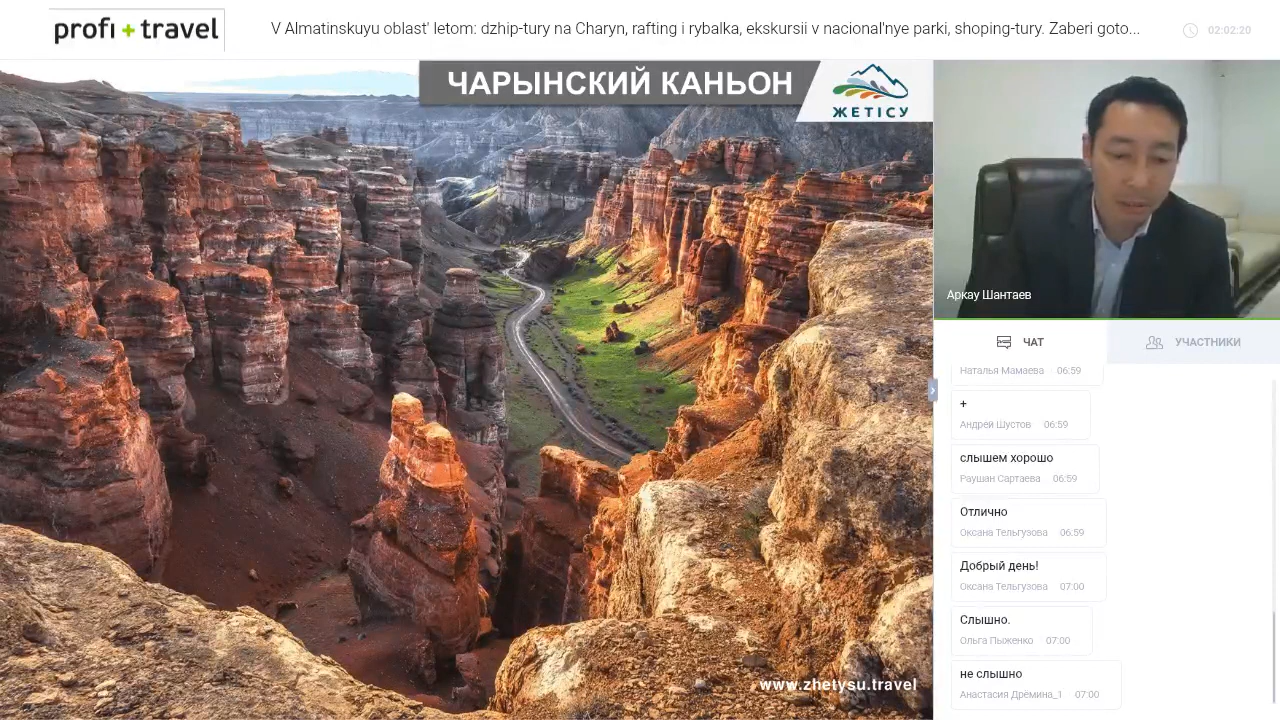 profi + travel
V Almatinskuyu oblast' letom: dzhip-tury na Charyn, rafting i rybalka, ekskursii v nacional'nye parki, shoping-tury. Zaberi goto...
02:02:20
ЧАРЫНСКИЙ КАНЬОН
ЖЕТІСУ
www.zhetysu.travel
Аркау Шантаев
ЧАТ
УЧАСТНИКИ
Наталья Мамаева 06:59
+
Андрей Шустов 06:59
слышем хорошо
Раушан Сартаева 06:59
Отлично
Оксана Тельгузова 06:59
Добрый день!
Оксана Тельгузова 07:00
Слышно.
Ольга Пыженко 07:00
не слышно
Анастасия Дрёмина_1 07:00